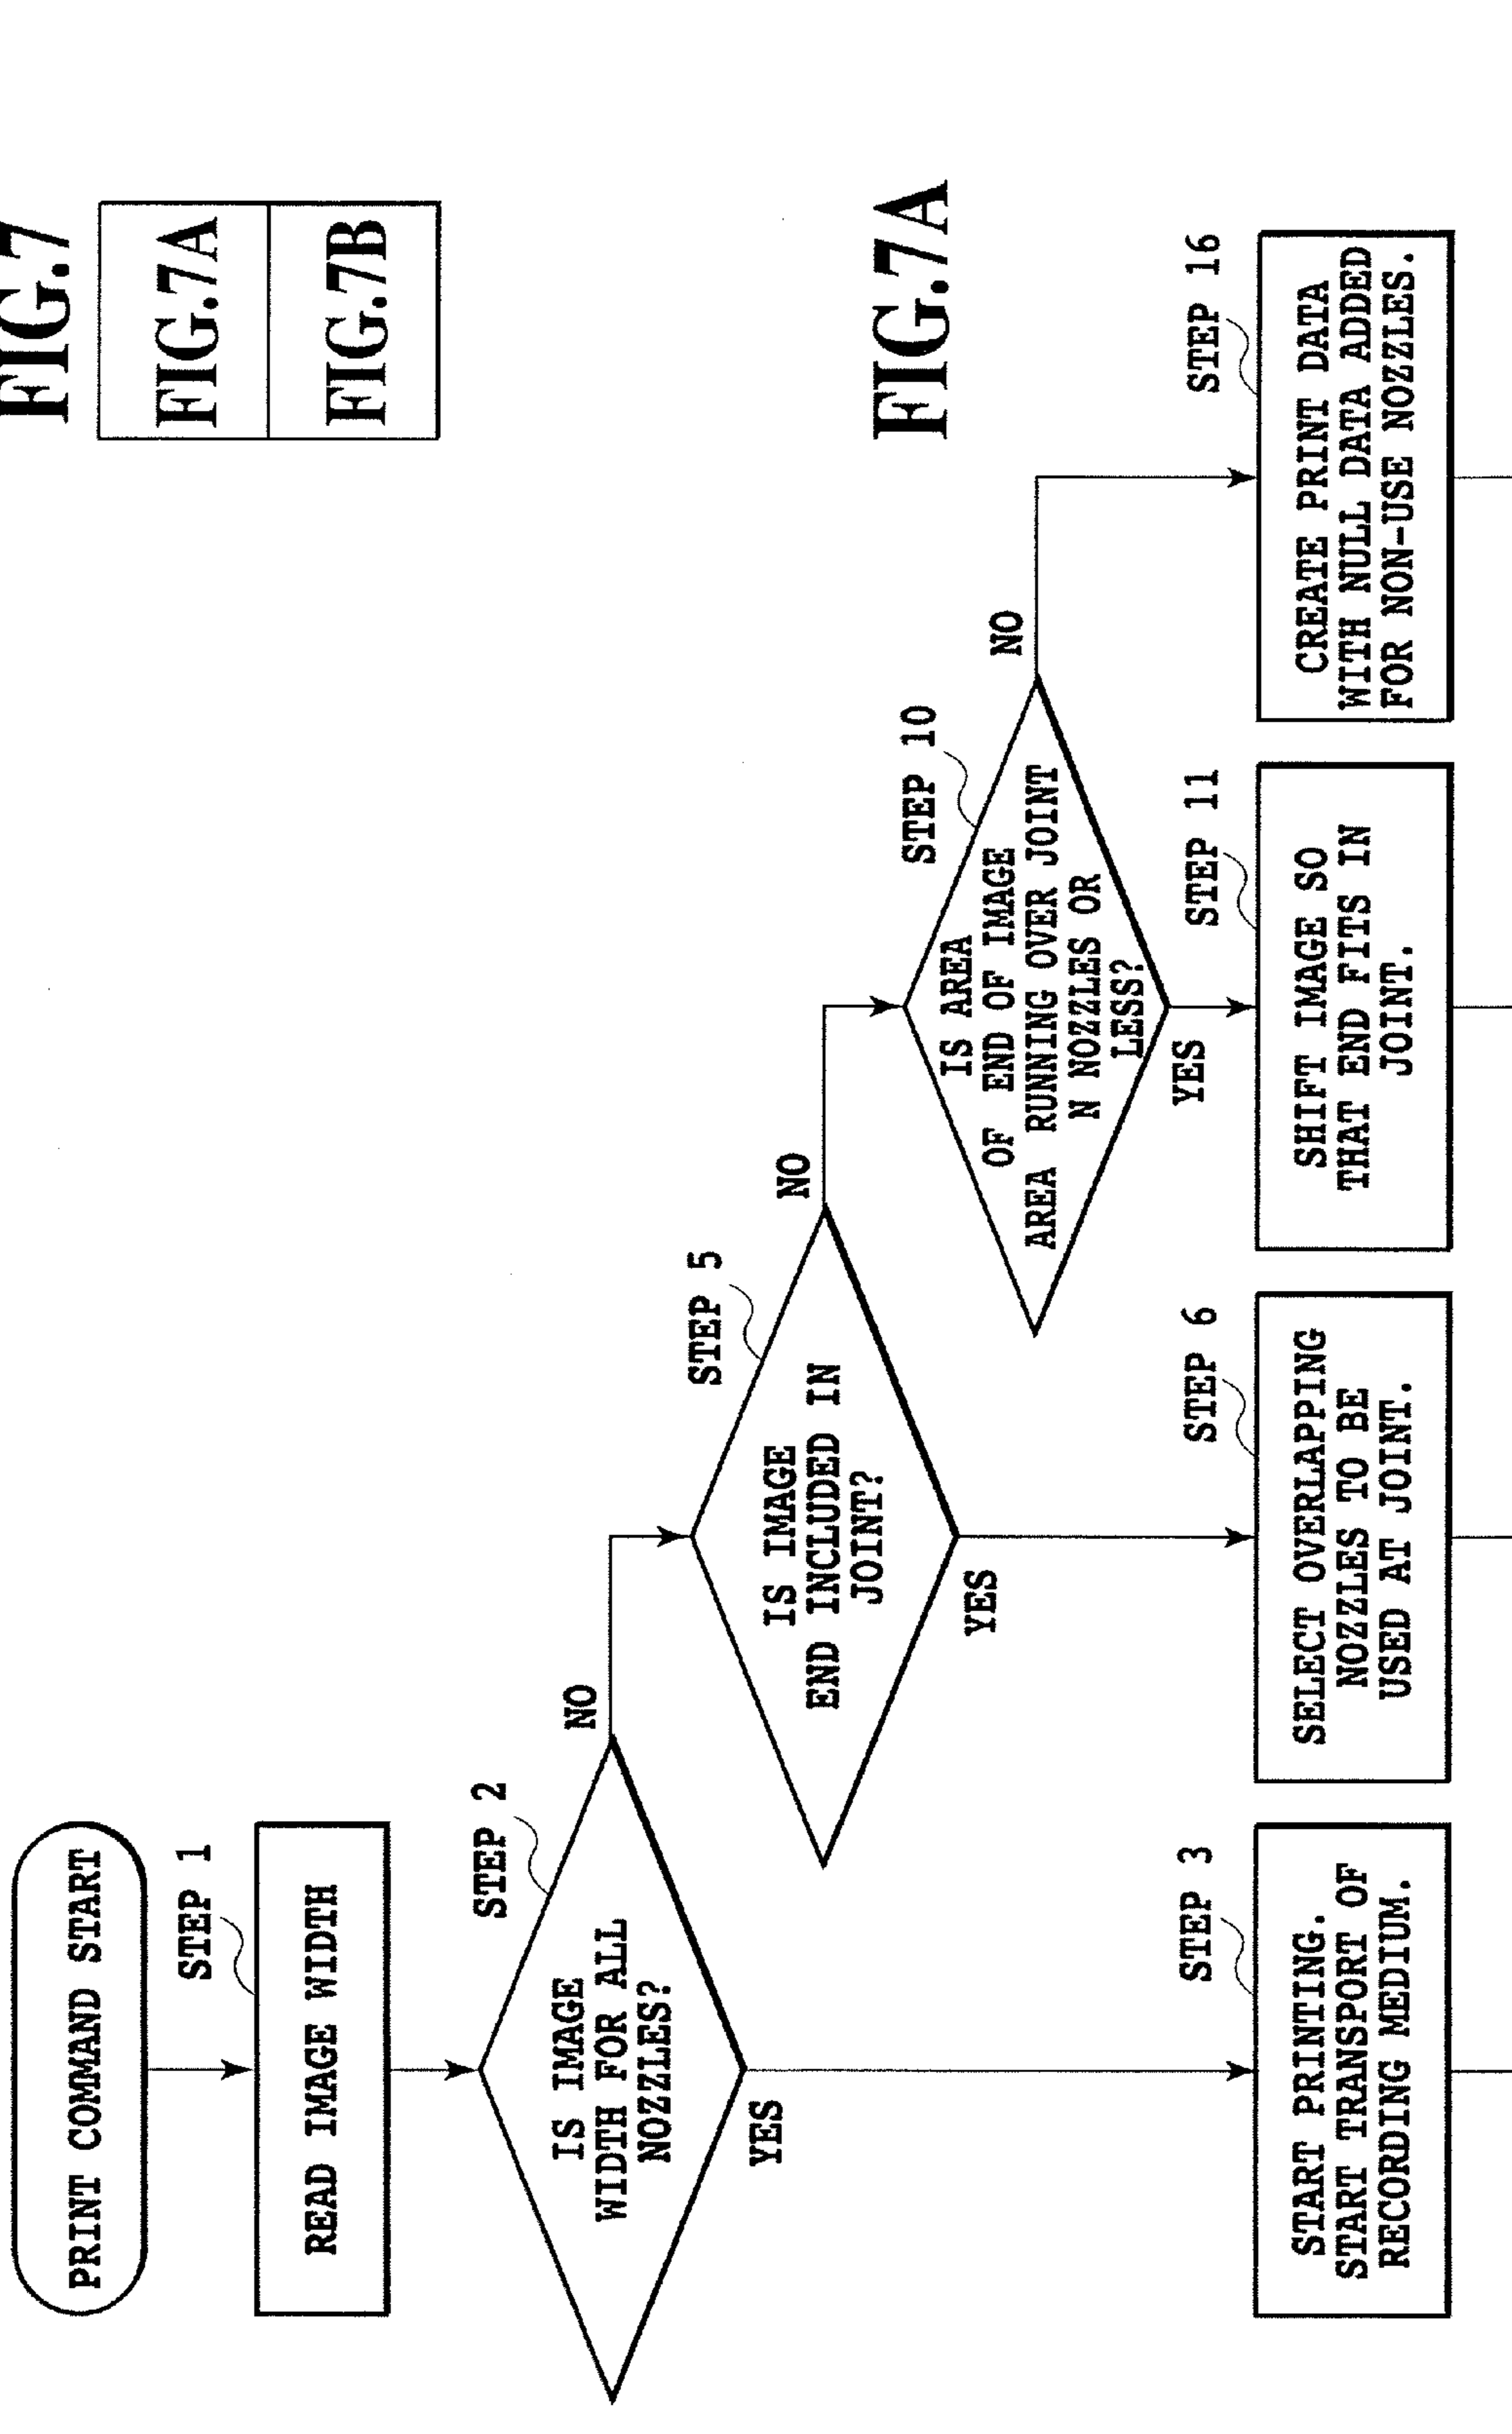 FIG.7
FIG.7A
FIG.7B
FIG.7A
PRINT COMMAND START
STEP 1
READ IMAGE WIDTH
STEP 2
IS IMAGE
WIDTH FOR ALL
NOZZLES?
NO
YES
STEP 5
IS IMAGE
END INCLUDED IN
JOINT?
NO
YES
STEP 10
IS AREA
OF END OF IMAGE
AREA RUNNING OVER JOINT
N NOZZLES OR
LESS?
NO
YES
STEP 3
START PRINTING.
START TRANSPORT OF
RECORDING MEDIUM.
STEP 6
SELECT OVERLAPPING
NOZZLES TO BE
USED AT JOINT.
STEP 11
SHIFT IMAGE SO
THAT END FITS IN
JOINT.
STEP 16
CREATE PRINT DATA
WITH NULL DATA ADDED
FOR NON-USE NOZZLES.